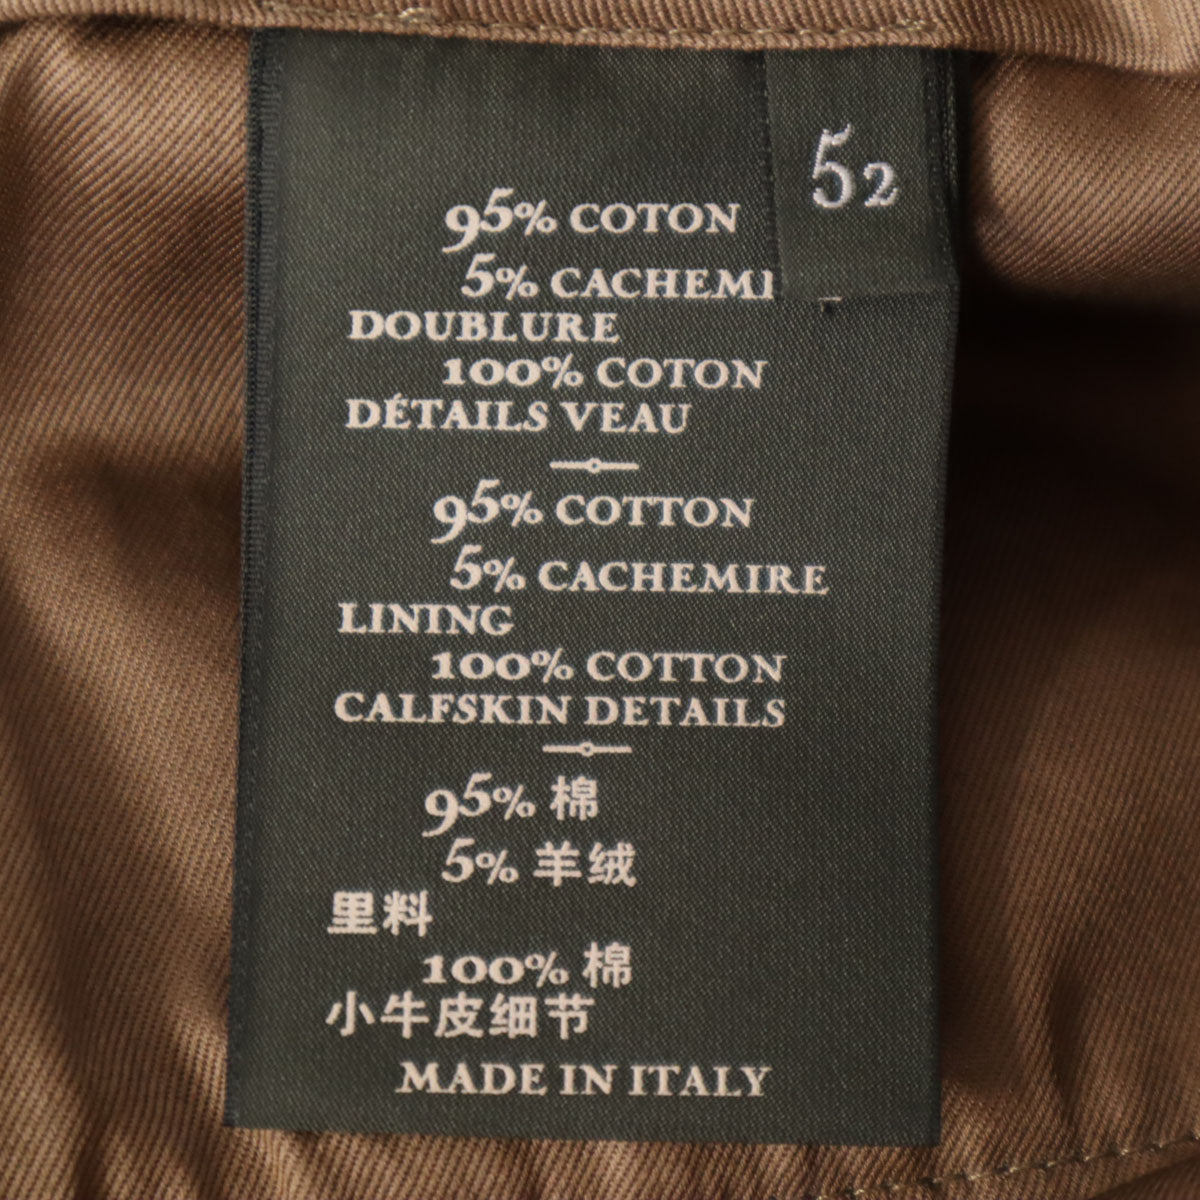 52
95% COTON
5% CACHEMI
DOUBLURE
100% COTON
DÉTAILS VEAU
95% COTTON
5% CACHEMIRE
LINING
100% COTTON
CALFSKIN DETAILS
95% 棉
5% 羊绒
里料
100% 棉
小牛皮细节
MADE IN ITALY